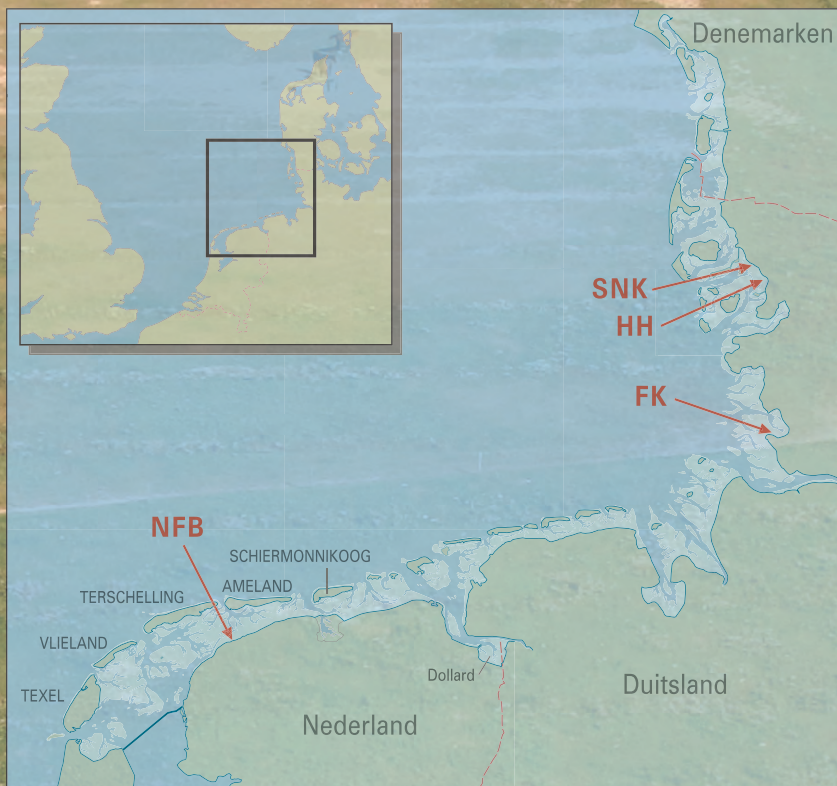 Denemarken
SNK
HH
FK
NFB
SCHIERMONNIKOOG
AMELAND
TERSCHELLING
VLIELAND
TEXEL
Dollard
Duitsland
Nederland